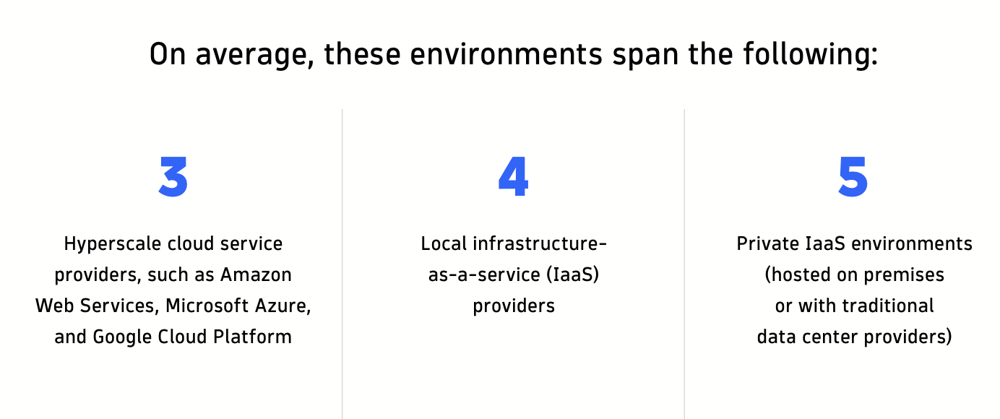 On average, these environments span the following:
3
Hyperscale cloud service
providers, such as Amazon
Web Services, Microsoft Azure,
and Google Cloud Platform
4
Local infrastructure-
as-a-service (IaaS)
providers
5
Private IaaS environments
(hosted on premises
or with traditional
data center providers)